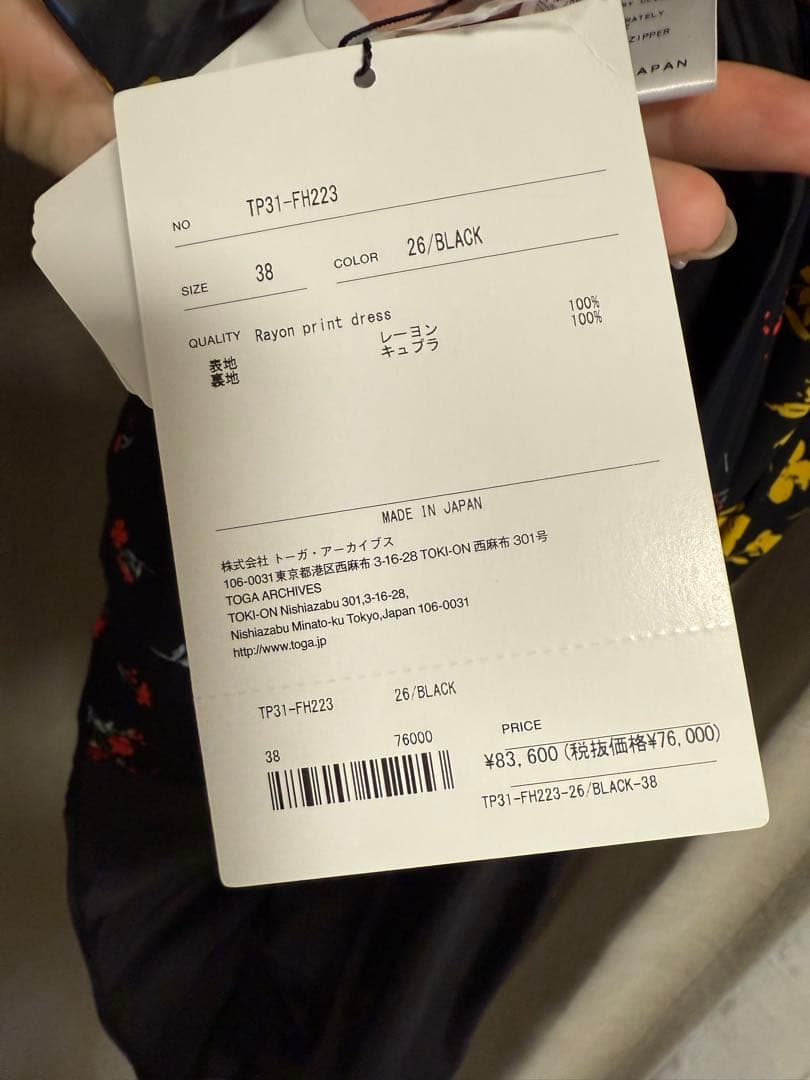 ATELY
ZIPPER
APAN
NO TP31-FH223
SIZE 38 COLOR 26/BLACK
QUALITY Rayon print dress
表地 レーヨン 100%
裏地 キュプラ 100%
MADE IN JAPAN
株式会社 トーガ・アーカイブス
106-0031東京都港区西麻布 3-16-28 TOKI-ON 西麻布 301号
TOGA ARCHIVES
TOKI-ON Nishiazabu 301,3-16-28,
Nishiazabu Minato-ku Tokyo,Japan 106-0031
http://www.toga.jp
TP31-FH223 26/BLACK
38 76000
PRICE
¥83,600(税抜価格¥76,000)
TP31-FH223-26/BLACK-38